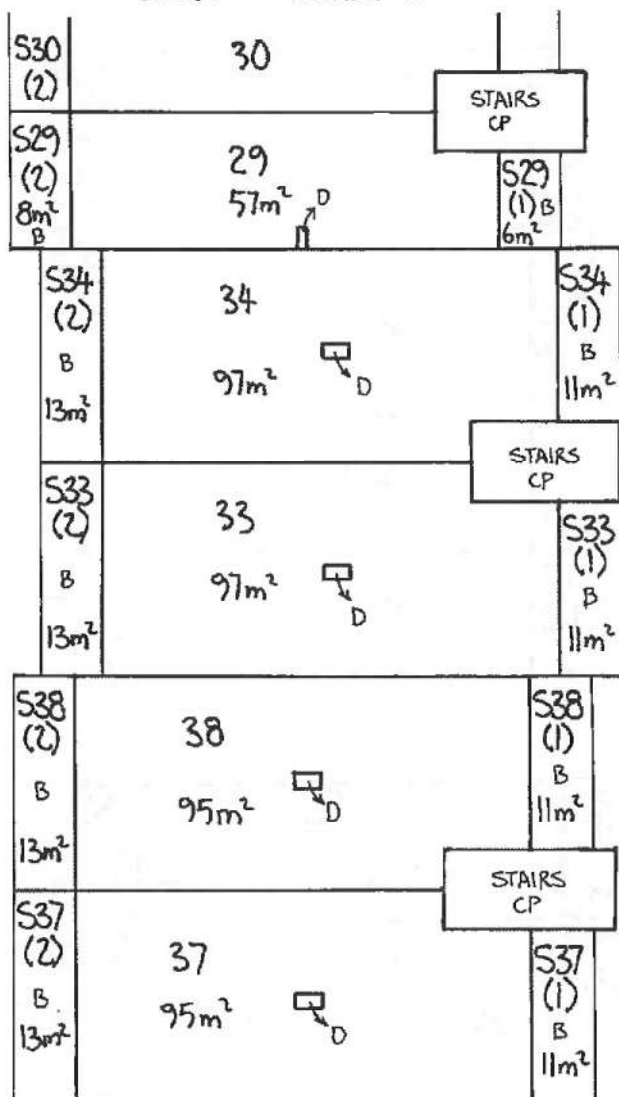 S30
(2)
30
STAIRS
CP
S29
(2)
8m²
B
29
57m²
D
S29
(1) B
6m²
S34
(2)
B
13m²
34
97m²
D
S34
(1)
B
11m²
STAIRS
CP
S33
(2)
B
13m²
33
97m²
D
S33
(1)
B
11m²
S38
(2)
B
13m²
38
95m²
D
S38
(1)
B
11m²
STAIRS
CP
S37
(2)
B
13m²
37
95m²
D
S37
(1)
B
11m²